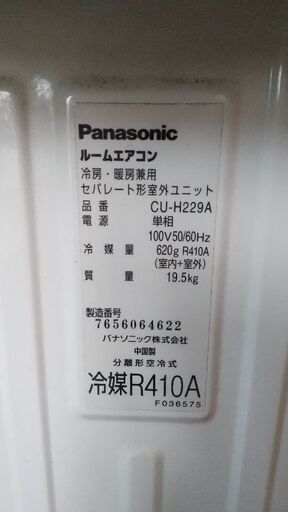 Panasonic
ルームエアコン
冷房・暖房兼用
セパレート形室外ユニット
品番 CU-H229A
電源 単相
100V50/60Hz
冷媒量 620g R410A
(室内+室外)
質量 19.5kg
製造番号
7656064622
パナソニック株式会社
中国製
分離形空冷式
冷媒R410A
F036575